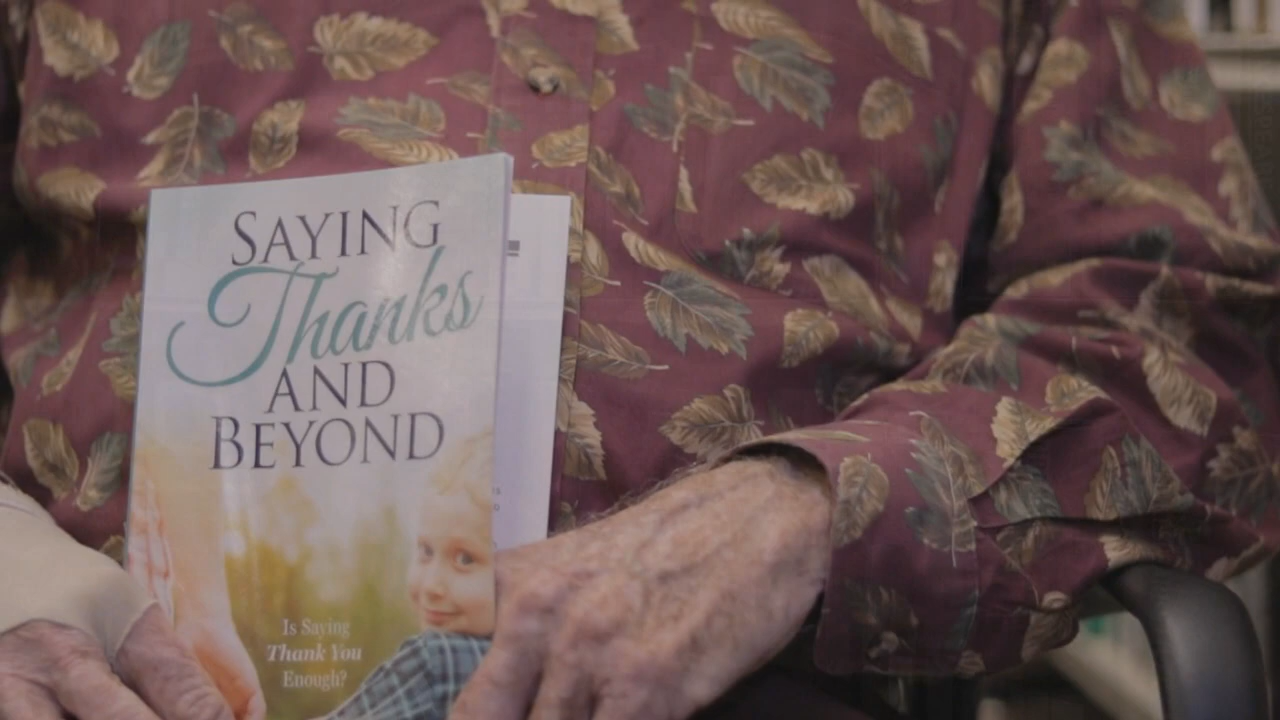 SAYING
Thanks
AND
BEYOND
Is Saying
Thank You
Enough?